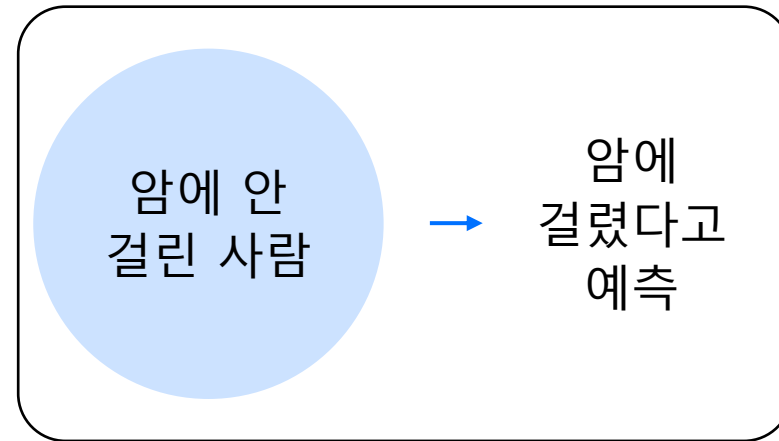 암에 안
걸린 사람
암에
걸렸다고
예측